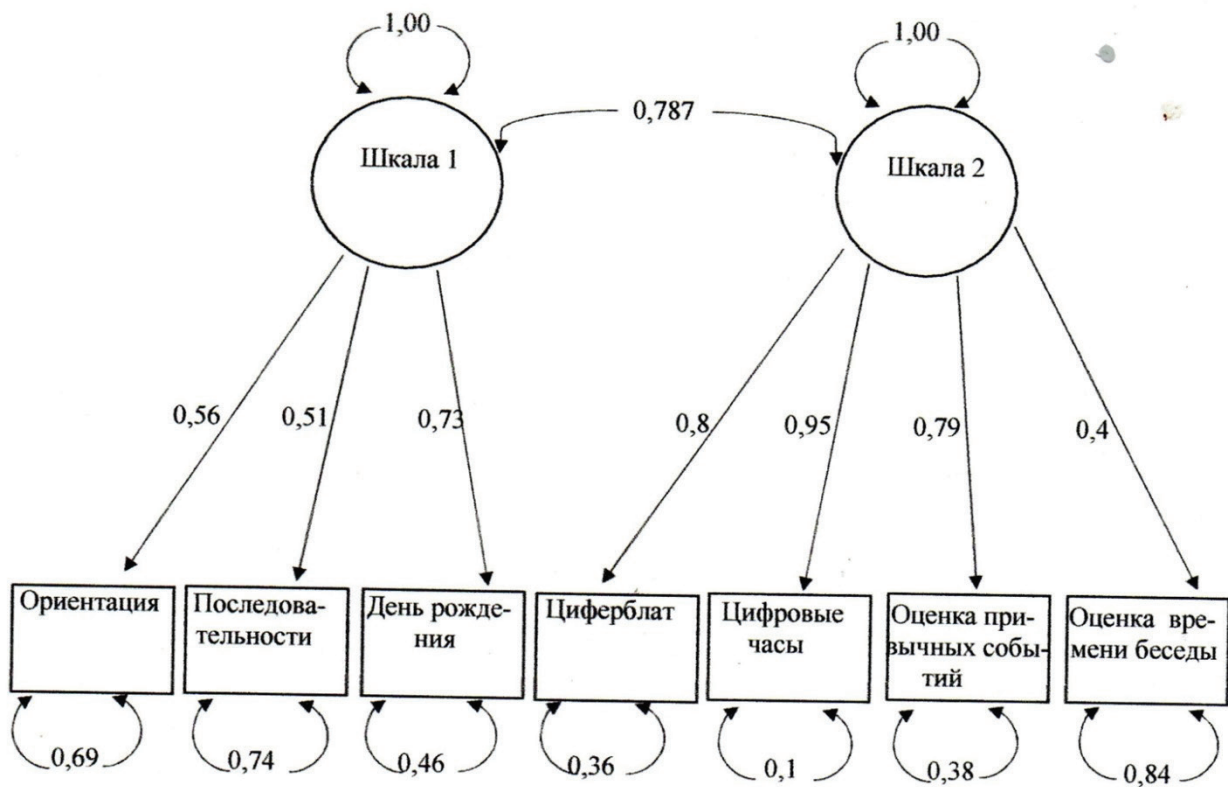 1,00
1,00
0,787
Шкала 1
Шкала 2
0,56
0,51
0,73
0,8
0,95
0,79
0,4
Ориентация
Последова-
тельности
День рожде-
ния
Циферблат
Цифровые
часы
Оценка при-
вычных собы-
тий
Оценка вре-
мени беседы
0,69
0,74
0,46
0,36
0,1
0,38
0,84